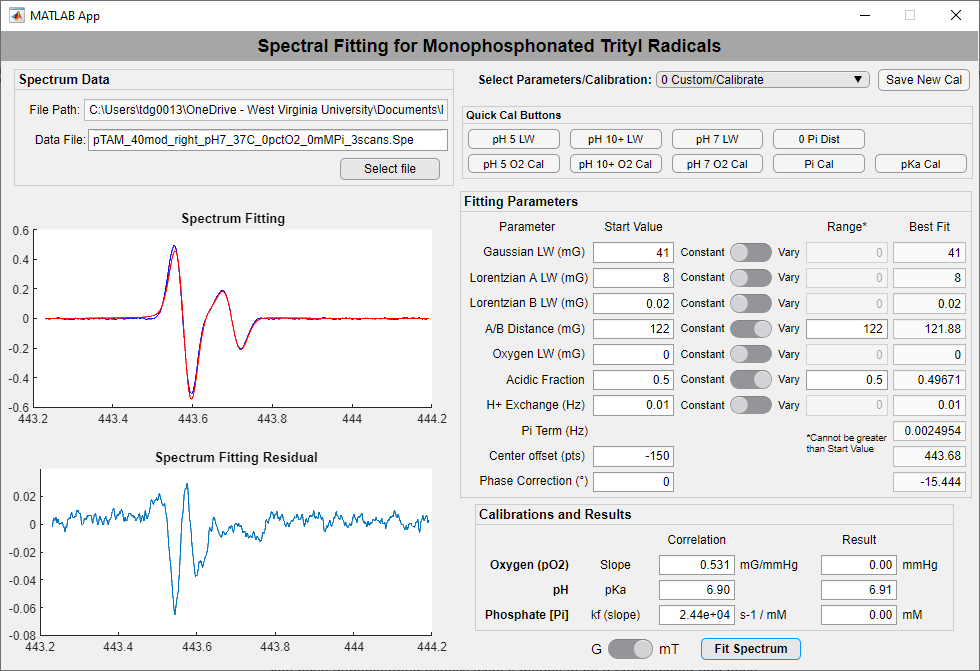 MATLAB App
Spectral Fitting for Monophosphonated Trityl Radicals
Spectrum Data
File Path: C:\Users\tdg0013\OneDrive - West Virginia University\Documents\
Data File: pTAM_40mod_right_pH7_37C_0pctO2_0mMPi_3scans.Spe
Select file
Select Parameters/Calibration: 0 Custom/Calibrate Save New Cal
Quick Cal Buttons
pH 5 LW pH 10+ LW pH 7 LW 0 Pi Dist
pH 5 O2 Cal pH 10+ O2 Cal pH 7 O2 Cal Pi Cal pKa Cal
Spectrum Fitting
0.6
0.4
0.2
0
-0.2
-0.4
-0.6
443.2 443.4 443.6 443.8 444 444.2
Spectrum Fitting Residual
0.02
0
-0.02
-0.04
-0.06
-0.08
443.2 443.4 443.6 443.8 444 444.2
Fitting Parameters
Parameter Start Value Range* Best Fit
Gaussian LW (mG) 41 Constant Vary 0 41
Lorentzian A LW (mG) 8 Constant Vary 0 8
Lorentzian B LW (mG) 0.02 Constant Vary 0 0.02
A/B Distance (mG) 122 Constant Vary 122 121.88
Oxygen LW (mG) 0 Constant Vary 0 0
Acidic Fraction 0.5 Constant Vary 0.5 0.49671
H+ Exchange (Hz) 0.01 Constant Vary 0 0.01
Pi Term (Hz) 0.0024954
*Cannot be greater
than Start Value
Center offset (pts) -150 443.68
Phase Correction (°) 0 -15.444
Calibrations and Results
Correlation Result
Oxygen (pO2) Slope 0.531 mG/mmHg 0.00 mmHg
pH pKa 6.90 6.91
Phosphate [Pi] kf (slope) 2.44e+04 s-1 / mM 0.00 mM
G mT Fit Spectrum